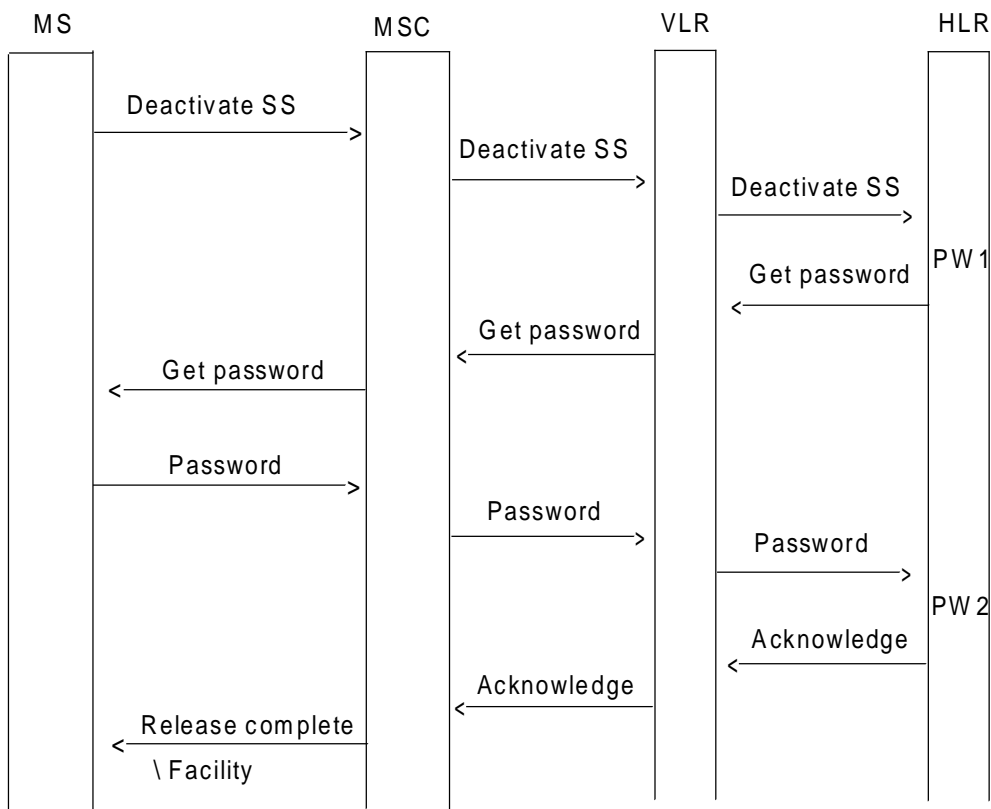 MS
MSC
VLR
HLR
Deactivate SS
Deactivate SS
Deactivate SS
PW1
Get password
Get password
Get password
Password
Password
Password
PW2
Acknowledge
Acknowledge
Release complete
\ Facility